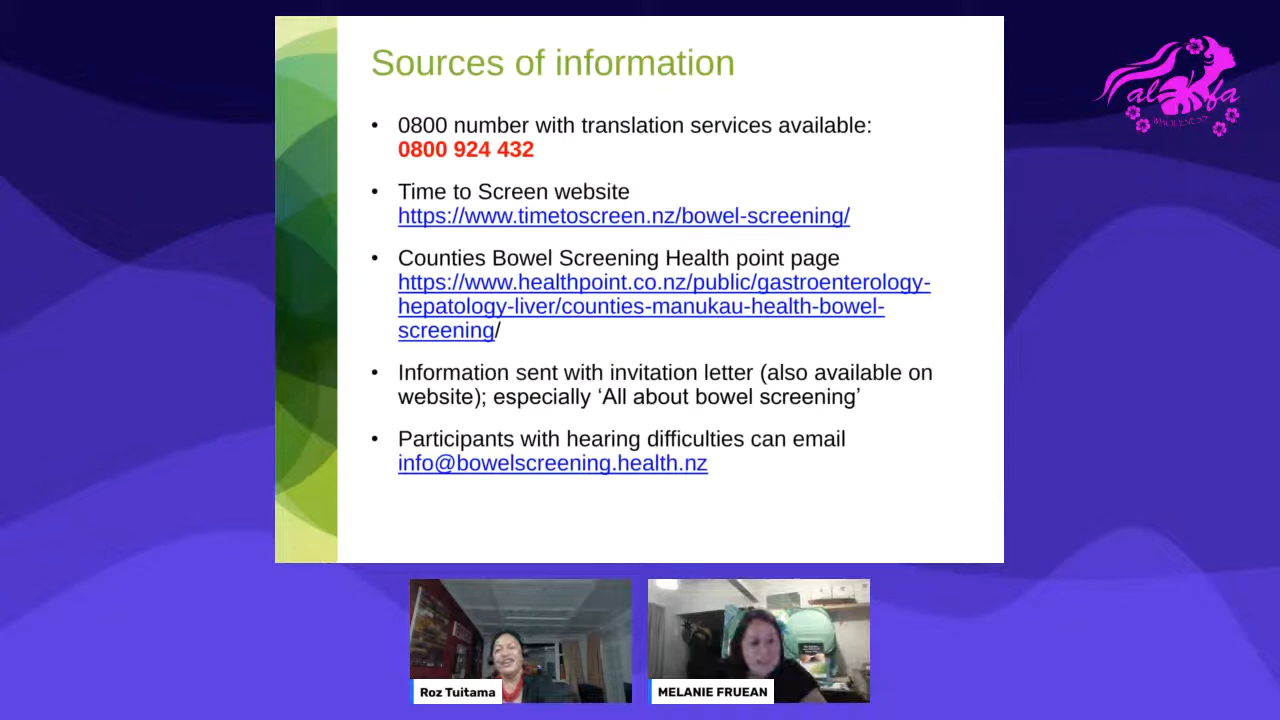 Sources of information
• 0800 number with translation services available:
0800 924 432
• Time to Screen website
https://www.timetoscreen.nz/bowel-screening/
• Counties Bowel Screening Health point page
https://www.healthpoint.co.nz/public/gastroenterology-
hepatology-liver/counties-manukau-health-bowel-
screening/
• Information sent with invitation letter (also available on
website); especially ‘All about bowel screening’
• Participants with hearing difficulties can email
info@bowelscreening.health.nz
alofa
Roz Tuitama
MELANIE FRUEAN